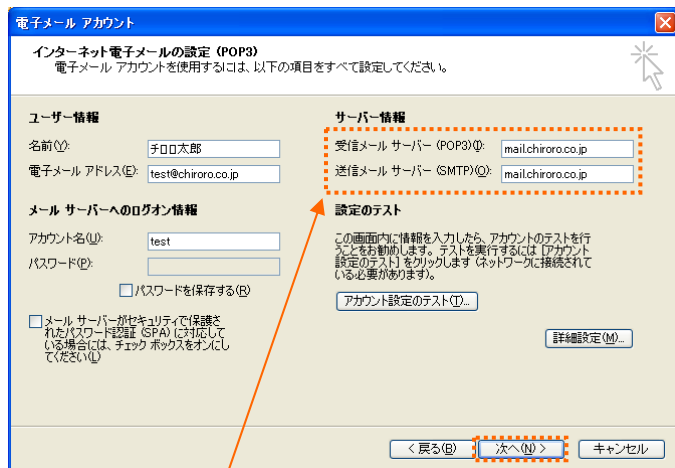 電子メール アカウント
インターネット電子メールの設定 (POP3)
電子メール アカウントを使用するには、以下の項目をすべて設定してください。
ユーザー情報
名前(Y):
チロロ太郎
電子メール アドレス(E):
test@chiroro.co.jp
メール サーバーへのログオン情報
アカウント名(U):
test
パスワード(P):
パスワードを保存する(R)
メール サーバーがセキュリティで保護さ
れたパスワード認証 (SPA) に対応して
いる場合には、チェック ボックスをオンにし
てください(L)
サーバー情報
受信メール サーバー (POP3)(I):
mail.chiroro.co.jp
送信メール サーバー (SMTP)(O):
mail.chiroro.co.jp
設定のテスト
この画面内に情報を入力したら、アカウントのテストを行
うことをお勧めします。テストを実行するには [アカウント
設定のテスト] をクリックします (ネットワークに接続されて
いる必要があります)。
アカウント設定のテスト(T)...
詳細設定(M)...
< 戻る(B)
次へ(N) >
キャンセル